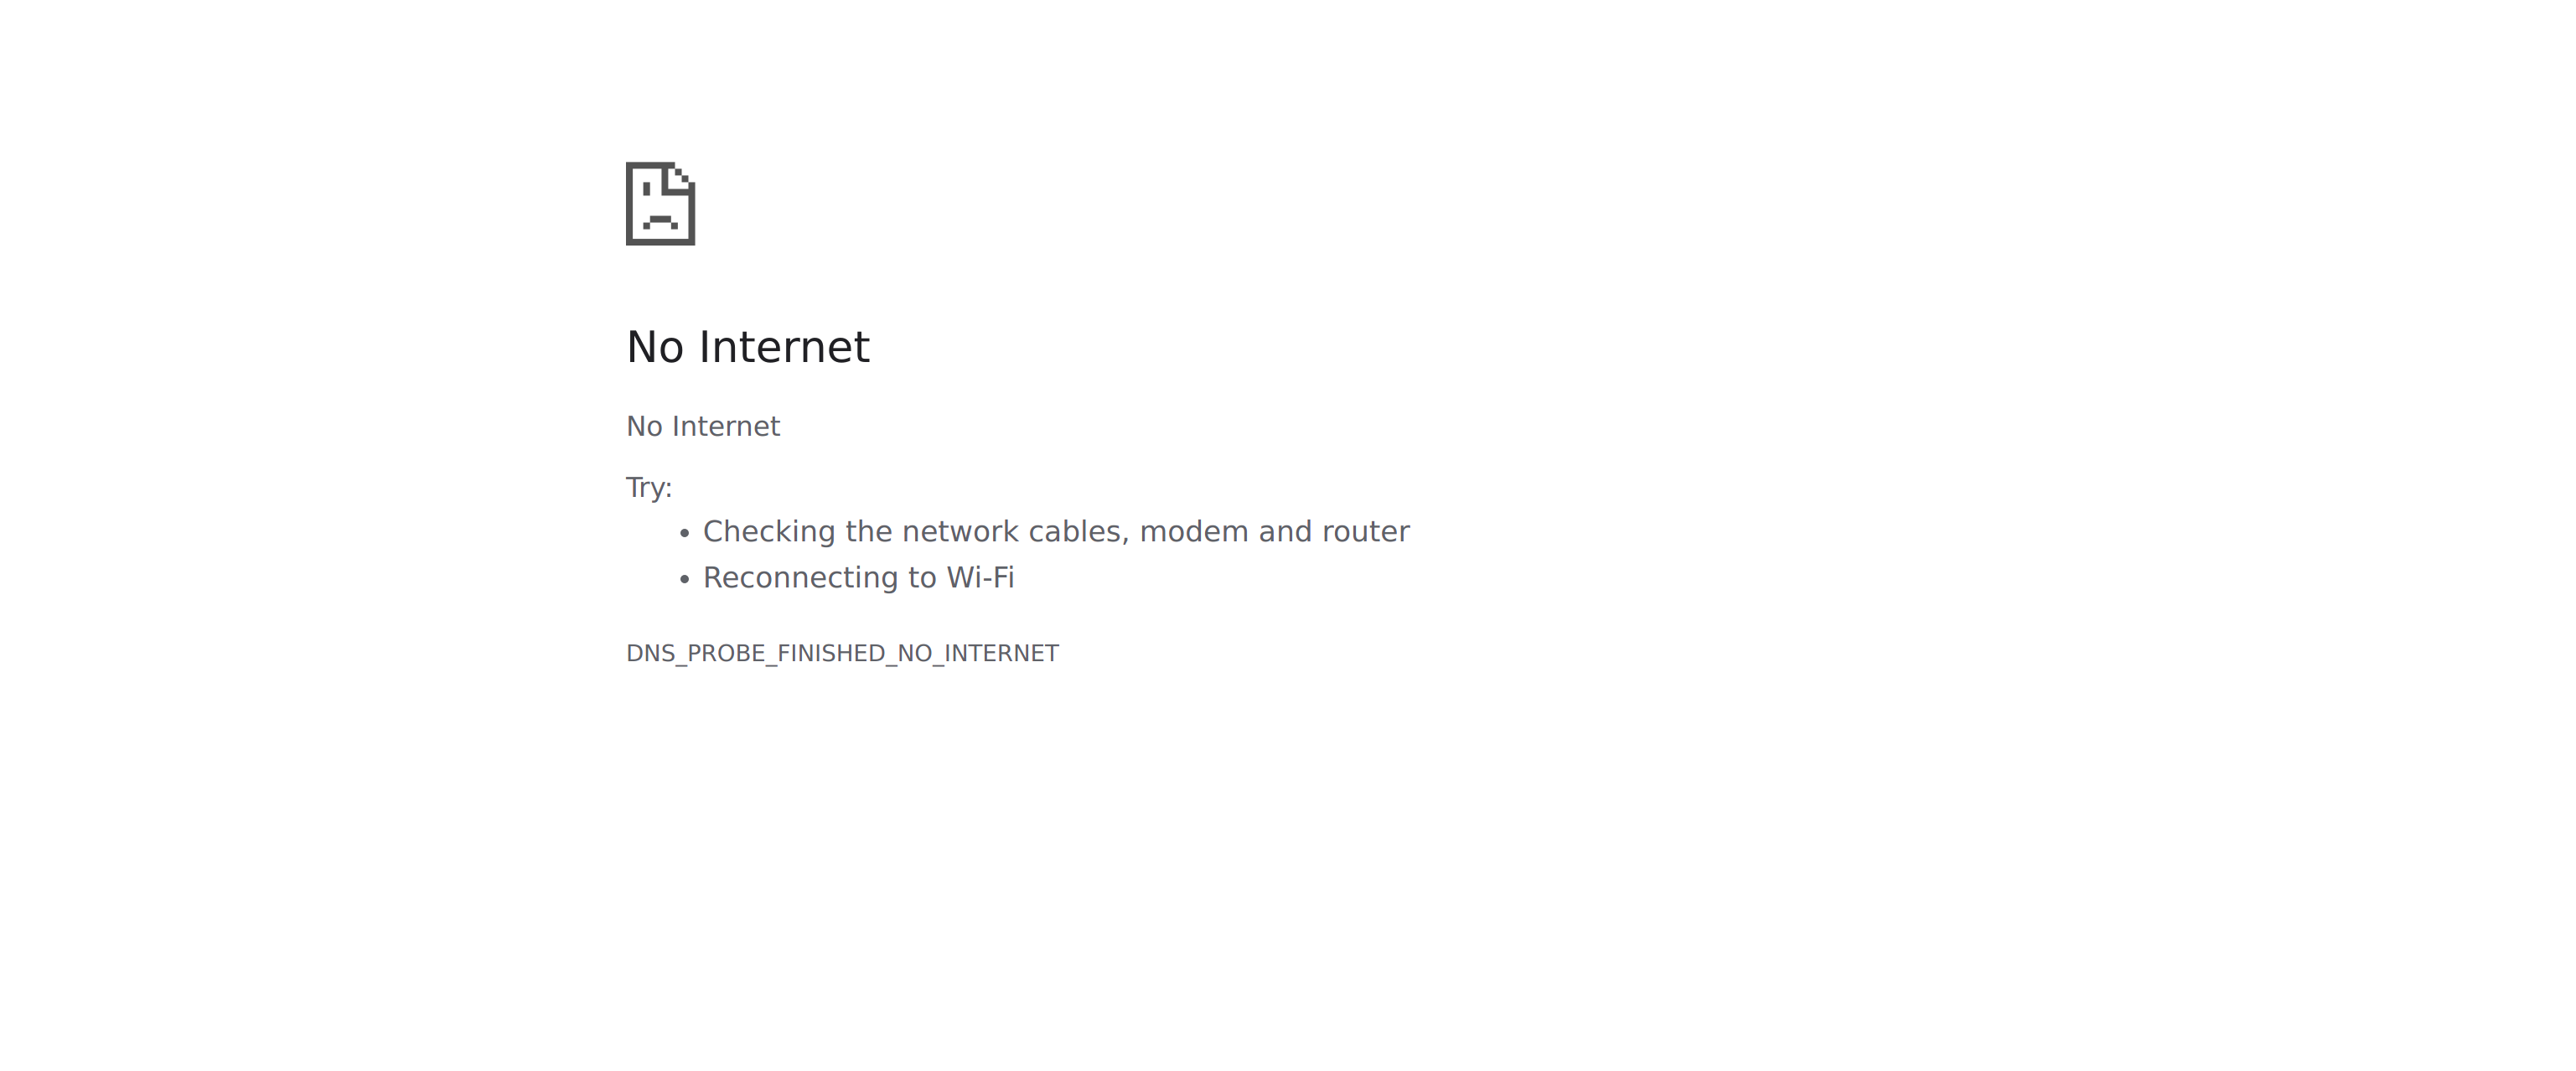 No Internet
No Internet
Try:
Checking the network cables, modem and router
Reconnecting to Wi-Fi
DNS_PROBE_FINISHED_NO_INTERNET